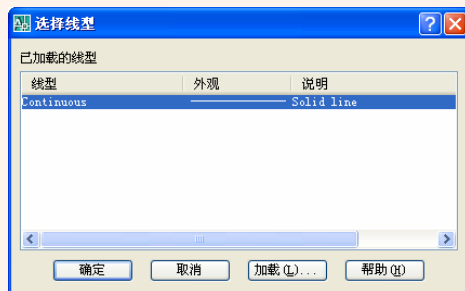 选择线型
已加载的线型
线型 外观 说明
Continuous Solid line
确定 取消 加载(L)... 帮助(H)